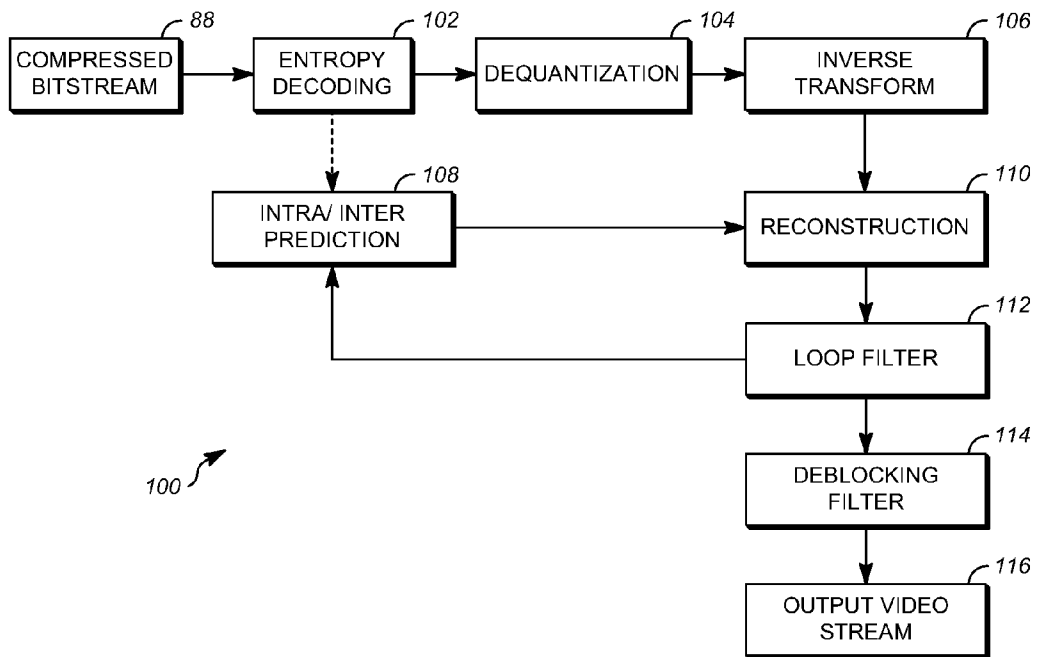 88
COMPRESSED
BITSTREAM
102
ENTROPY
DECODING
104
DEQUANTIZATION
106
INVERSE
TRANSFORM
108
INTRA/ INTER
PREDICTION
110
RECONSTRUCTION
112
LOOP FILTER
114
DEBLOCKING
FILTER
100
116
OUTPUT VIDEO
STREAM